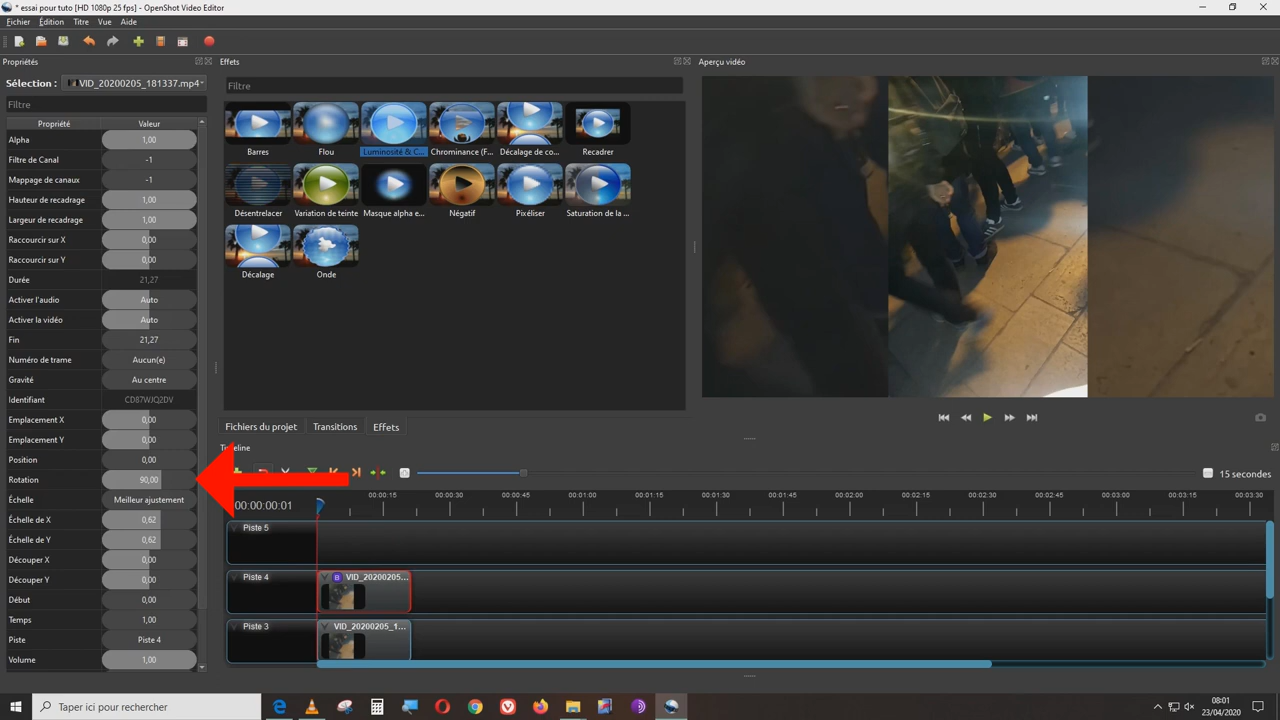 * essai pour tuto [HD 1080p 25 fps] - OpenShot Video Editor
Fichier Édition Titre Vue Aide
Propriétés
Sélection : VID_20200205_181337.mp4
Filtre
Propriété Valeur
Alpha 1,00
Filtre de Canal -1
Mappage de canaux -1
Hauteur de recadrage 1,00
Largeur de recadrage 1,00
Raccourcir sur X 0,00
Raccourcir sur Y 0,00
Durée 21,27
Activer l'audio Auto
Activer la vidéo Auto
Fin 21,27
Numéro de trame Aucun(e)
Gravité Au centre
Identifiant CD87WJQ2DV
Emplacement X 0,00
Emplacement Y 0,00
Position 0,00
Rotation 90,00
Échelle Meilleur ajustement
Échelle de X 0,62
Échelle de Y 0,62
Découper X 0,00
Découper Y 0,00
Début 0,00
Temps 1,00
Piste Piste 4
Volume 1,00
Effets
Filtre
Barres Flou Luminosité & C... Chrominance (F... Décalage de co... Recadrer
Désentrelacer Variation de teinte Masque alpha e... Négatif Pixéliser Saturation de la ...
Décalage Onde
Fichiers du projet Transitions Effets
Aperçu vidéo
Timeline
15 secondes
00:00:00:01
00:00:15 00:00:30 00:00:45 00:01:00 00:01:15 00:01:30 00:01:45 00:02:00 00:02:15 00:02:30 00:02:45 00:03:00 00:03:15 00:03:30
Piste 5
Piste 4
B VID_20200205...
Piste 3
VID_20200205_1...
Taper ici pour rechercher
08:01
23/04/2020